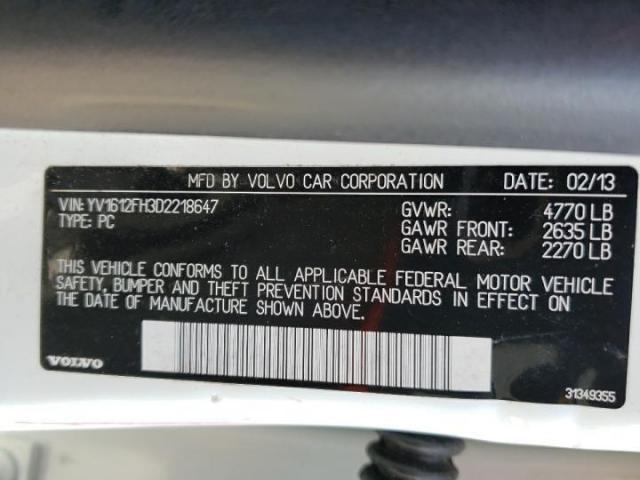 MFD BY VOLVO CAR CORPORATION DATE: 02/13
VIN: YV1612FH3D2218647 GVWR: 4770 LB
TYPE: PC GAWR FRONT: 2635 LB
GAWR REAR: 2270 LB
THIS VEHICLE CONFORMS TO ALL APPLICABLE FEDERAL MOTOR VEHICLE
SAFETY, BUMPER AND THEFT PREVENTION STANDARDS IN EFFECT ON
THE DATE OF MANUFACTURE SHOWN ABOVE.
VOLVO 31349355